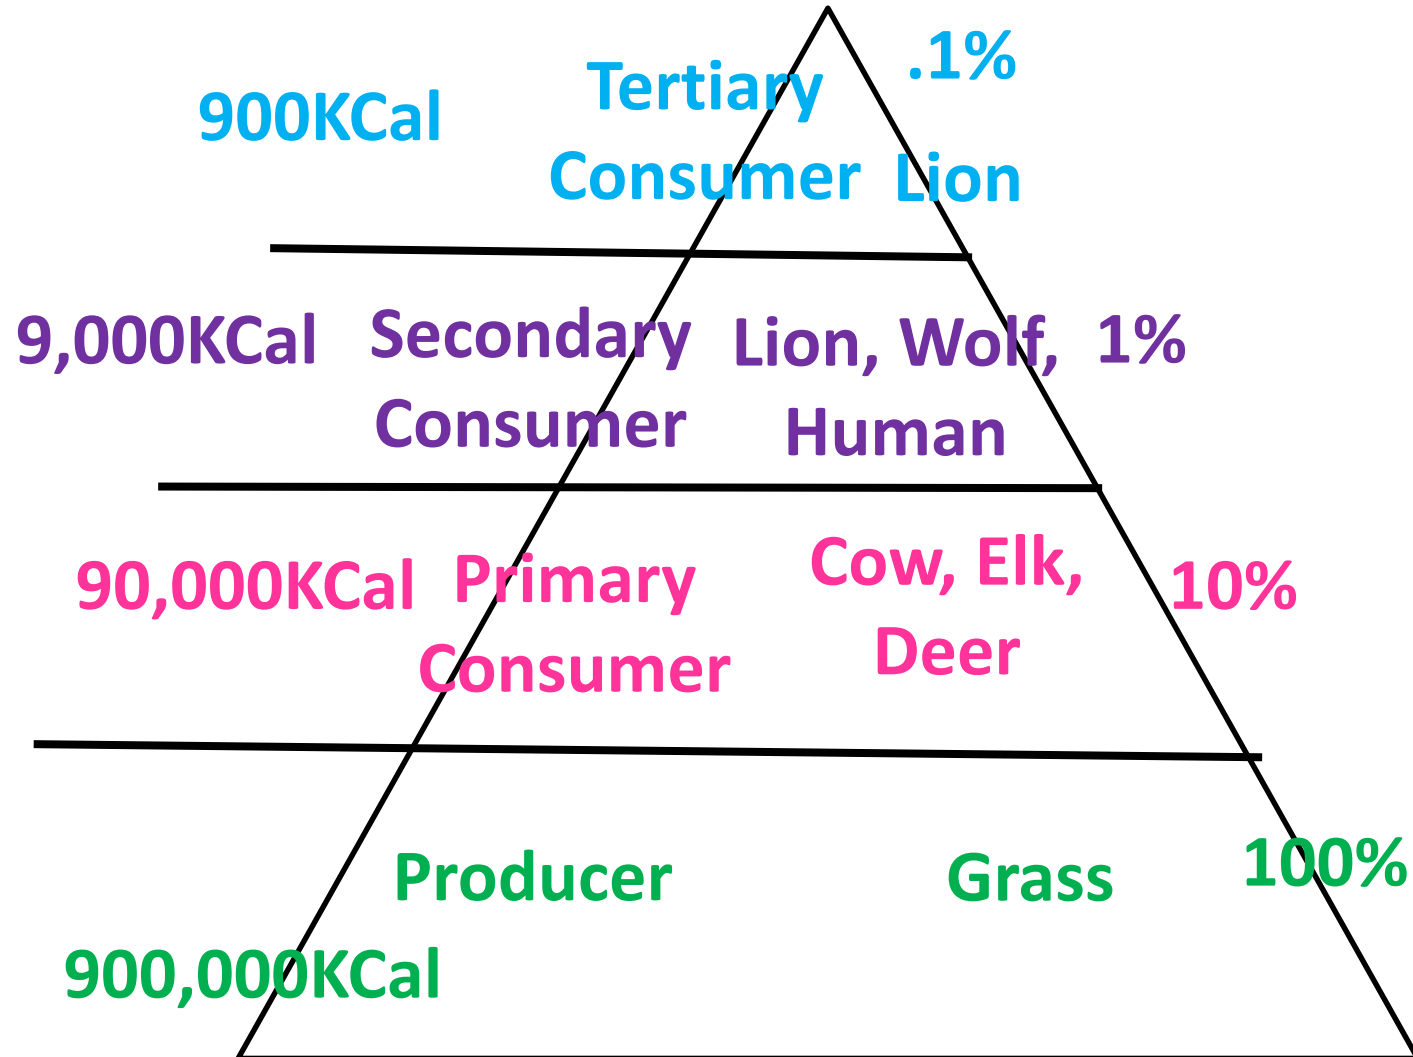 Tertiary .1%
900KCal
Consumer Lion
9,000KCal Secondary Lion, Wolf, 1%
Consumer Human
90,000KCal Primary Cow, Elk, 10%
Consumer Deer
Producer Grass 100%
900,000KCal